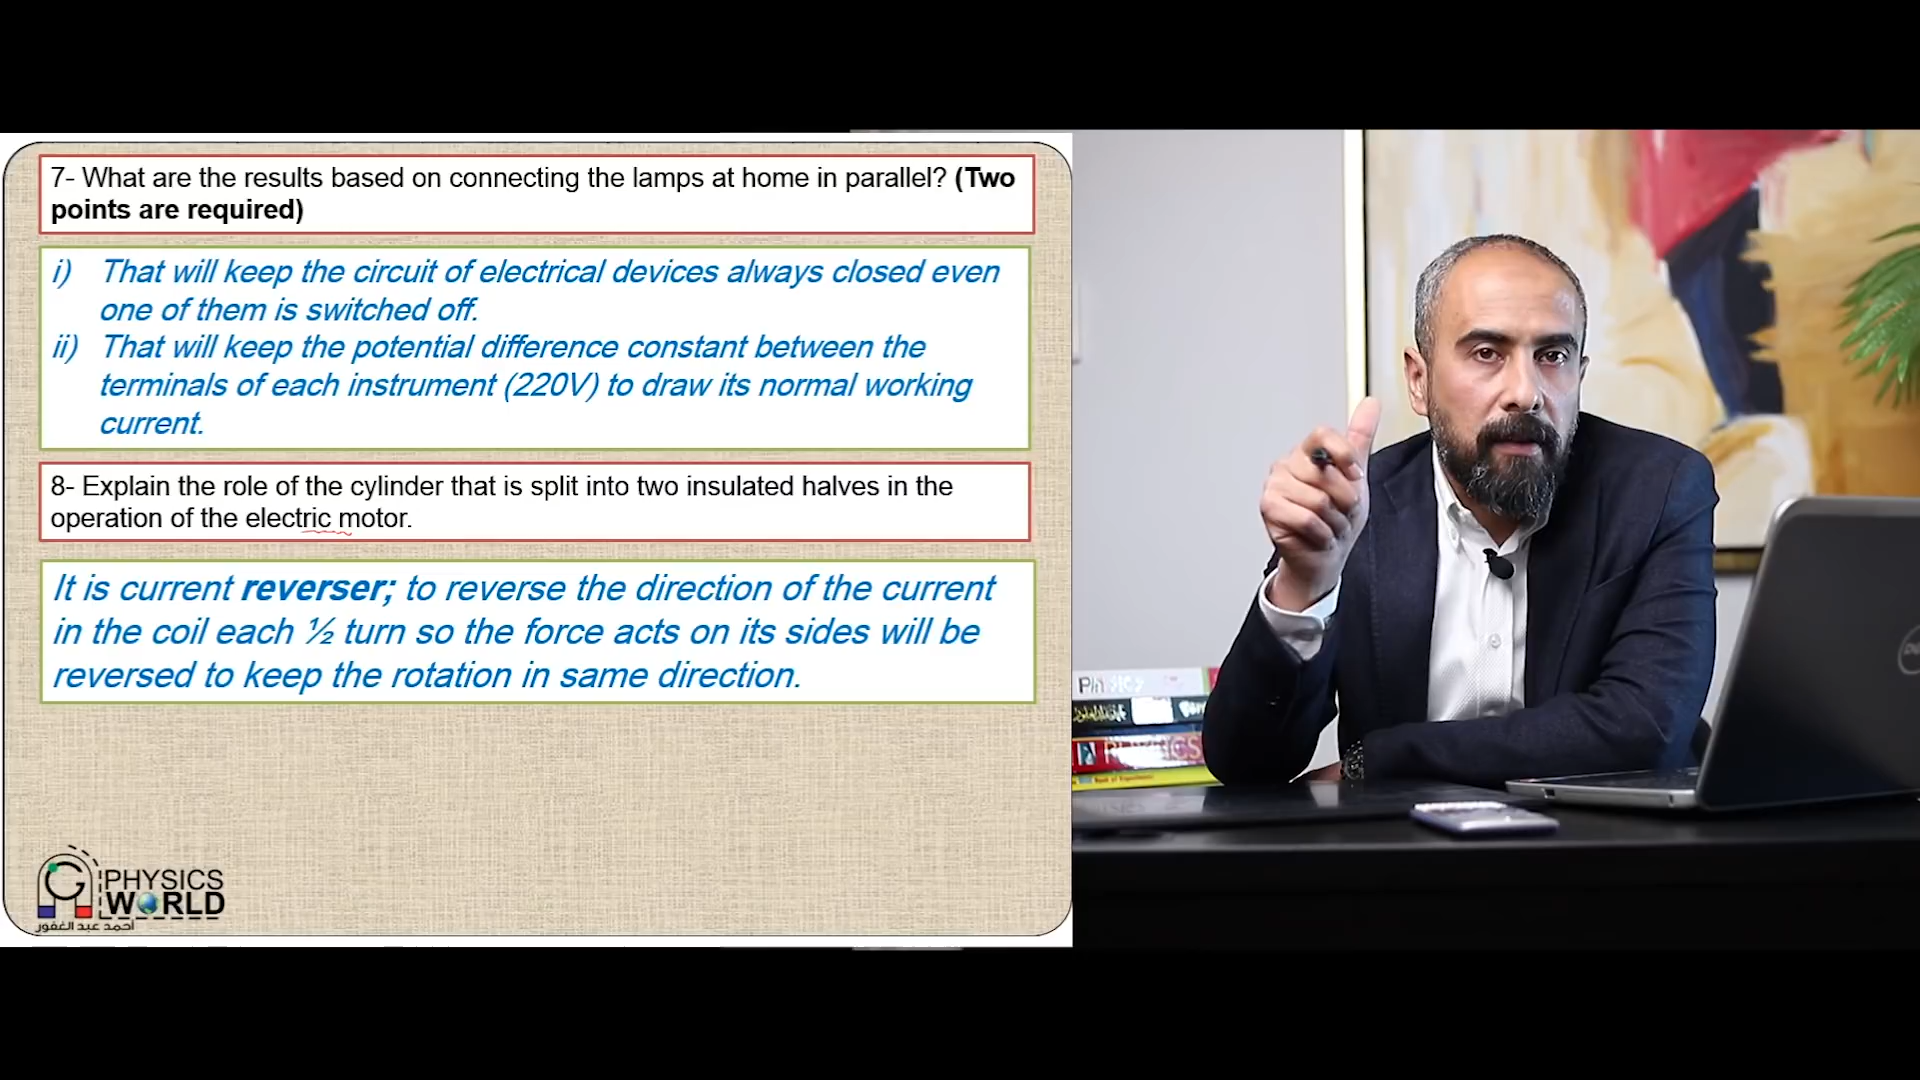 7- What are the results based on connecting the lamps at home in parallel? (Two
points are required)
i) That will keep the circuit of electrical devices always closed even
one of them is switched off.
ii) That will keep the potential difference constant between the
terminals of each instrument (220V) to draw its normal working
current.
8- Explain the role of the cylinder that is split into two insulated halves in the
operation of the electric motor.
It is current reverser; to reverse the direction of the current
in the coil each ½ turn so the force acts on its sides will be
reversed to keep the rotation in same direction.
PHYSICS
WORLD
أحمد عبد الغفور
PHYSICS